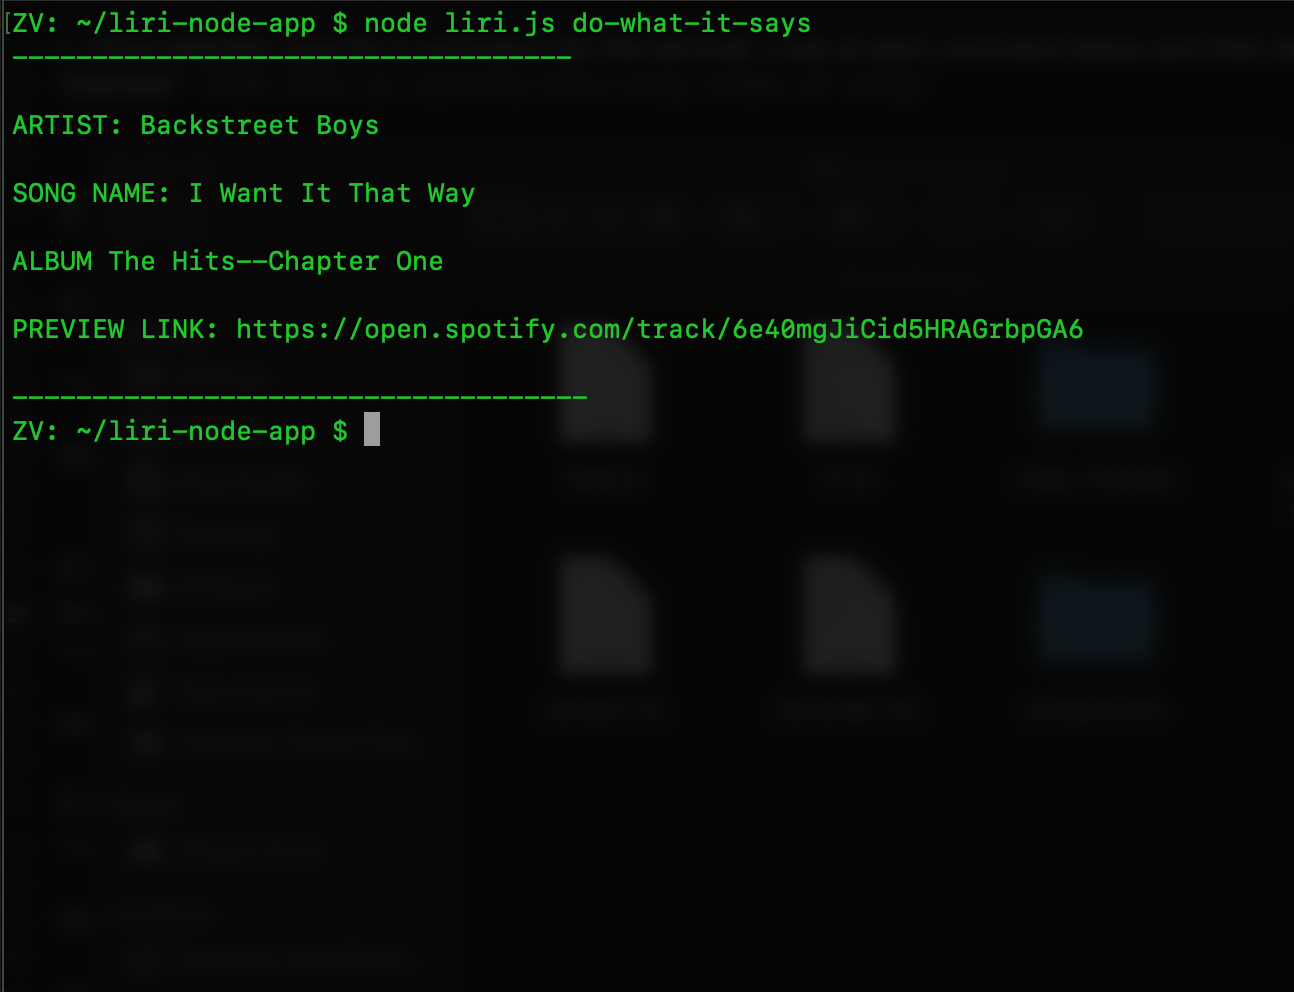 ZV: ~/liri-node-app $ node liri.js do-what-it-says
-----------------------------------
ARTIST: Backstreet Boys
SONG NAME: I Want It That Way
ALBUM The Hits--Chapter One
PREVIEW LINK: https://open.spotify.com/track/6e40mgJiCid5HRAGrbpGA6
------------------------------------
ZV: ~/liri-node-app $